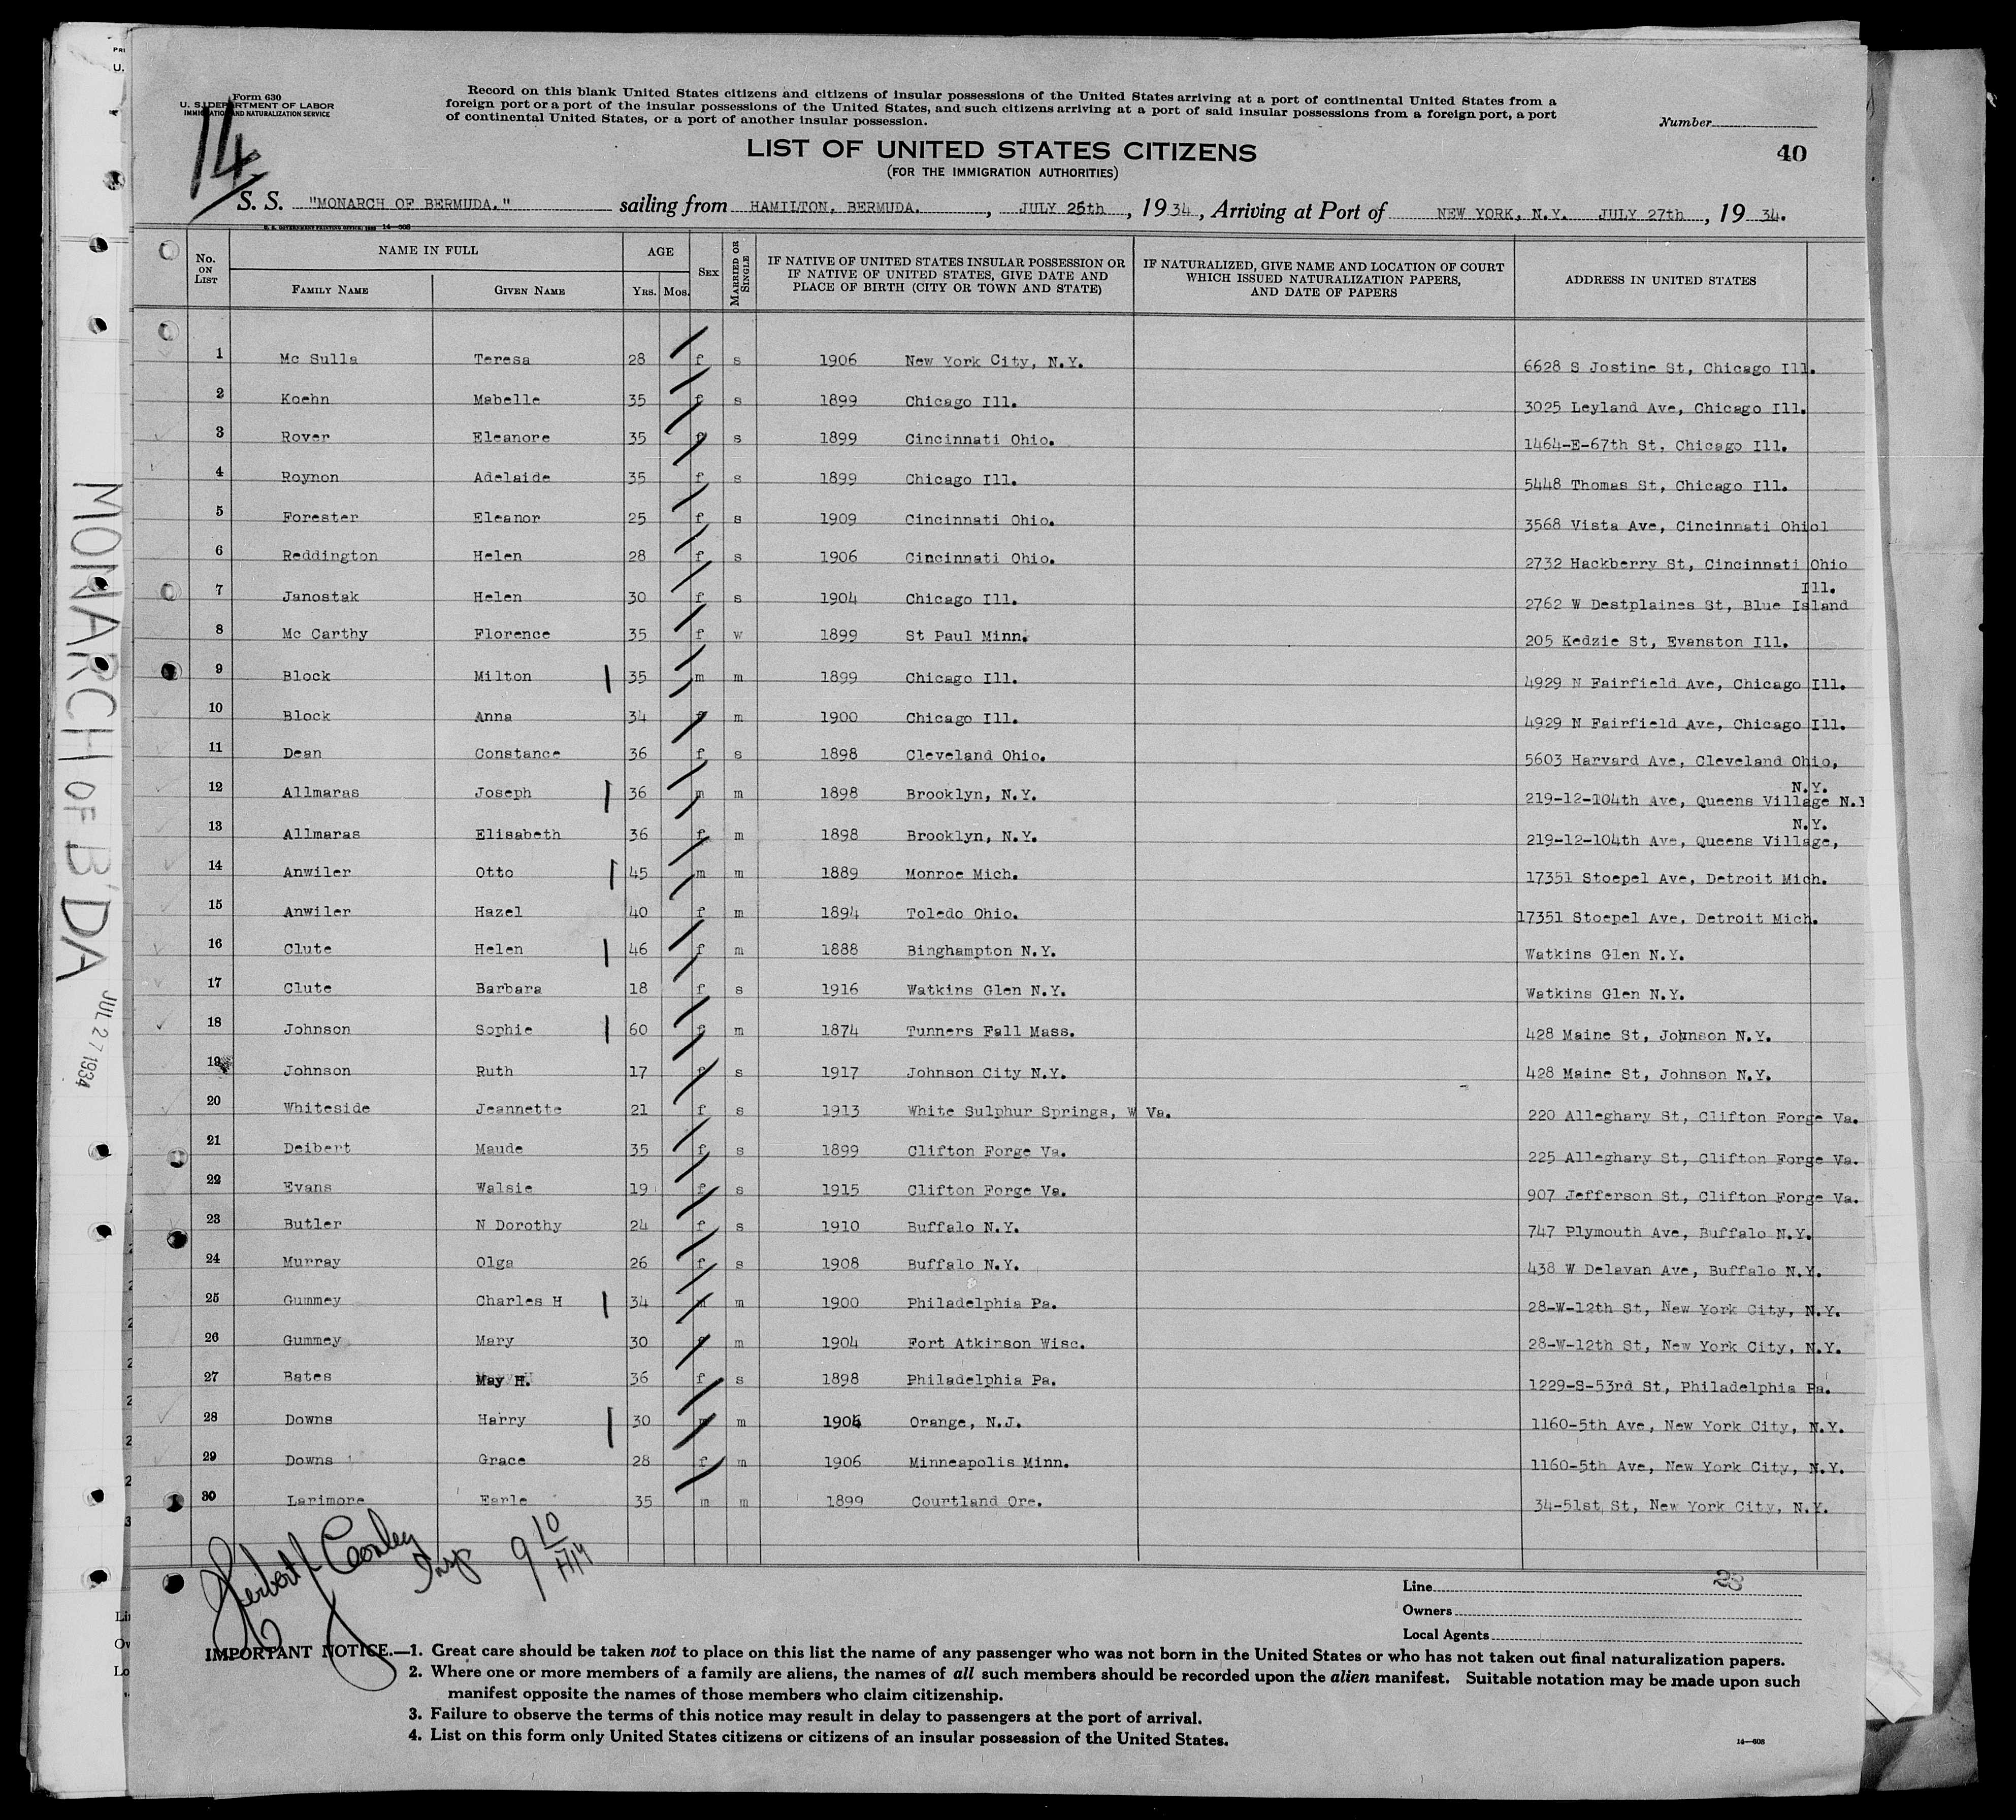 Form 630
U. S. DEPARTMENT OF LABOR
IMMIGRATION AND NATURALIZATION SERVICE
14
Record on this blank United States citizens and citizens of insular possessions of the United States arriving at a port of continental United States from a
foreign port or a port of the insular possessions of the United States, and such citizens arriving at a port of said insular possessions from a foreign port, a port
of continental United States, or a port of another insular possession.
Number
LIST OF UNITED STATES CITIZENS
40
(FOR THE IMMIGRATION AUTHORITIES)
S. S. "MONARCH OF BERMUDA." sailing from HAMILTON, BERMUDA. , JULY 25th , 1934 , Arriving at Port of NEW YORK, N.Y. JULY 27th , 19 34.
No. ON LIST
NAME IN FULL
FAMILY NAME
GIVEN NAME
AGE
YRS. MOS.
SEX
MARRIED OR SINGLE
IF NATIVE OF UNITED STATES INSULAR POSSESSION OR
IF NATIVE OF UNITED STATES, GIVE DATE AND
PLACE OF BIRTH (CITY OR TOWN AND STATE)
IF NATURALIZED, GIVE NAME AND LOCATION OF COURT
WHICH ISSUED NATURALIZATION PAPERS,
AND DATE OF PAPERS
ADDRESS IN UNITED STATES
1 Mc Sulla Teresa 28 f s 1906 New York City, N.Y. 6628 S Jostine St, Chicago Ill.
2 Koehn Mabelle 35 f s 1899 Chicago Ill. 3025 Leyland Ave, Chicago Ill.
3 Rover Eleanore 35 f s 1899 Cincinnati Ohio. 1464-E-67th St, Chicago Ill.
4 Roynon Adelaide 35 f s 1899 Chicago Ill. 5448 Thomas St, Chicago Ill.
5 Forester Eleanor 25 f s 1909 Cincinnati Ohio. 3568 Vista Ave, Cincinnati Ohiol
6 Reddington Helen 28 f s 1906 Cincinnati Ohio. 2732 Hackberry St, Cincinnati Ohio
Ill.
7 Janostak Helen 30 f s 1904 Chicago Ill. 2762 W Destplaines St, Blue Island
8 Mc Carthy Florence 35 f w 1899 St Paul Minn. 205 Kedzie St, Evanston Ill.
9 Block Milton 35 m m 1899 Chicago Ill. 4929 N Fairfield Ave, Chicago Ill.
10 Block Anna 34 f m 1900 Chicago Ill. 4929 N Fairfield Ave, Chicago Ill.
11 Dean Constance 36 f s 1898 Cleveland Ohio. 5603 Harvard Ave, Cleveland Ohio,
N.Y.
12 Allmaras Joseph 36 m m 1898 Brooklyn, N.Y. 219-12-104th Ave, Queens Village N.Y
N.Y.
13 Allmaras Elisabeth 36 f m 1898 Brooklyn, N.Y. 219-12-104th Ave, Queens Village,
14 Anwiler Otto 45 m m 1889 Monroe Mich. 17351 Stoepel Ave, Detroit Mich.
15 Anwiler Hazel 40 f m 1894 Toledo Ohio. 17351 Stoepel Ave, Detroit Mich.
16 Clute Helen 46 f m 1888 Binghampton N.Y. Watkins Glen N.Y.
17 Clute Barbara 18 f s 1916 Watkins Glen N.Y. Watkins Glen N.Y.
18 Johnson Sophie 60 f m 1874 Tunners Fall Mass. 428 Maine St, Johnson N.Y.
19 Johnson Ruth 17 f s 1917 Johnson City N.Y. 428 Maine St, Johnson N.Y.
20 Whiteside Jeannette 21 f s 1913 White Sulphur Springs, W Va. 220 Alleghary St, Clifton Forge Va.
21 Deibert Maude 35 f s 1899 Clifton Forge Va. 225 Alleghary St, Clifton Forge Va.
22 Evans Walsie 19 f s 1915 Clifton Forge Va. 907 Jefferson St, Clifton Forge Va.
23 Butler N Dorothy 24 f s 1910 Buffalo N.Y. 747 Plymouth Ave, Buffalo N.Y.
24 Murray Olga 26 f s 1908 Buffalo N.Y. 438 W Delavan Ave, Buffalo N.Y.
25 Gummey Charles H 34 m m 1900 Philadelphia Pa. 28-W-12th St, New York City, N.Y.
26 Gummey Mary 30 f m 1904 Fort Atkirson Wisc. 28-W-12th St, New York City, N.Y.
27 Bates May H. 36 f s 1898 Philadelphia Pa. 1229-S-53rd St, Philadelphia Pa.
28 Downs Harry 30 m m 1904 Orange, N.J. 1160-5th Ave, New York City, N.Y.
29 Downs Grace 28 f m 1906 Minneapolis Minn. 1160-5th Ave, New York City, N.Y.
30 Larimore Earle 35 m m 1899 Courtland Ore. 34-51st St, New York City, N.Y.
Insp
9
Line 28
Owners
Local Agents
IMPORTANT NOTICE.—1. Great care should be taken not to place on this list the name of any passenger who was not born in the United States or who has not taken out final naturalization papers.
2. Where one or more members of a family are aliens, the names of all such members should be recorded upon the alien manifest. Suitable notation may be made upon such
manifest opposite the names of those members who claim citizenship.
3. Failure to observe the terms of this notice may result in delay to passengers at the port of arrival.
4. List on this form only United States citizens or citizens of an insular possession of the United States.
14—608
MONARCH OF B'DA JUL 27 1934